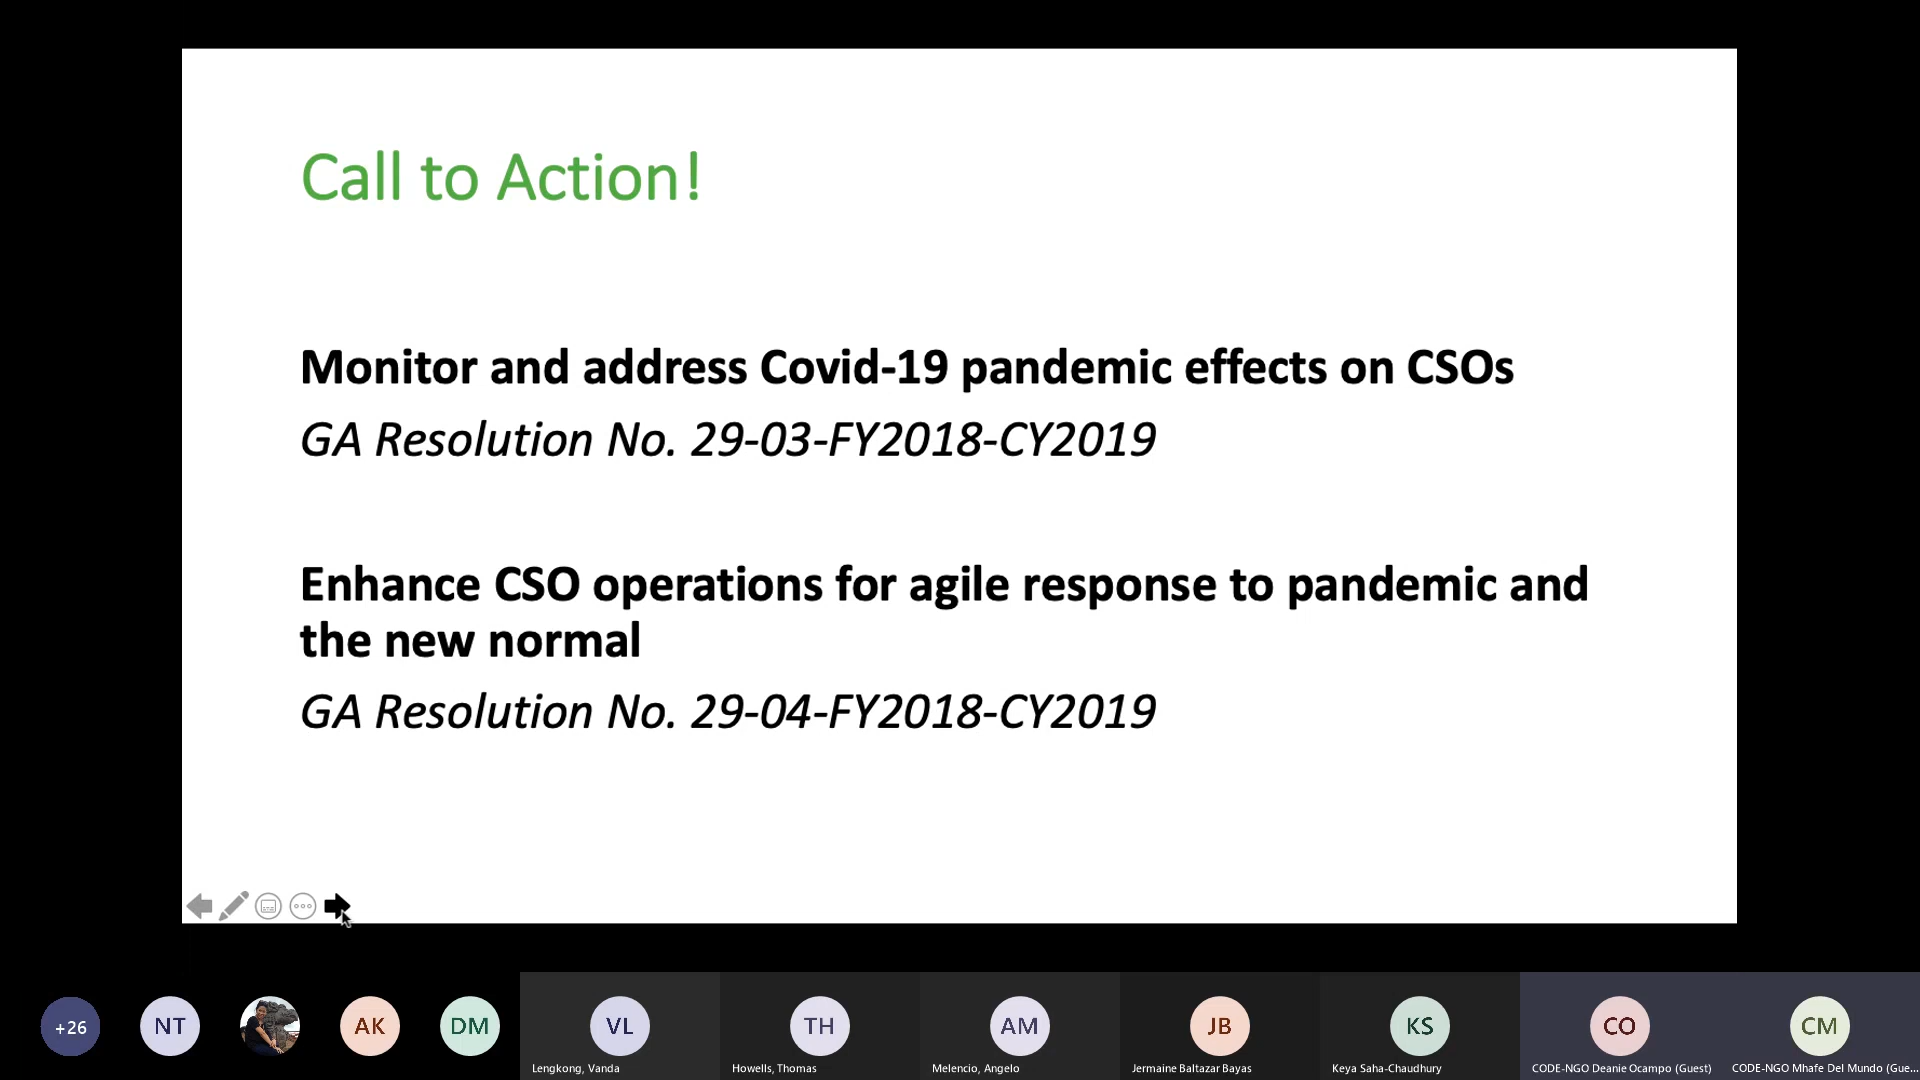 Call to Action!
Monitor and address Covid-19 pandemic effects on CSOs
GA Resolution No. 29-03-FY2018-CY2019
Enhance CSO operations for agile response to pandemic and
the new normal
GA Resolution No. 29-04-FY2018-CY2019
+26
NT
AK
DM
VL
TH
AM
JB
KS
CO
CM
Lengkong, Vanda
Howells, Thomas
Melencio, Angelo
Jermaine Baltazar Bayas
Keya Saha-Chaudhury
CODE-NGO Deanie Ocampo (Guest)
CODE-NGO Mhafe Del Mundo (Gue...